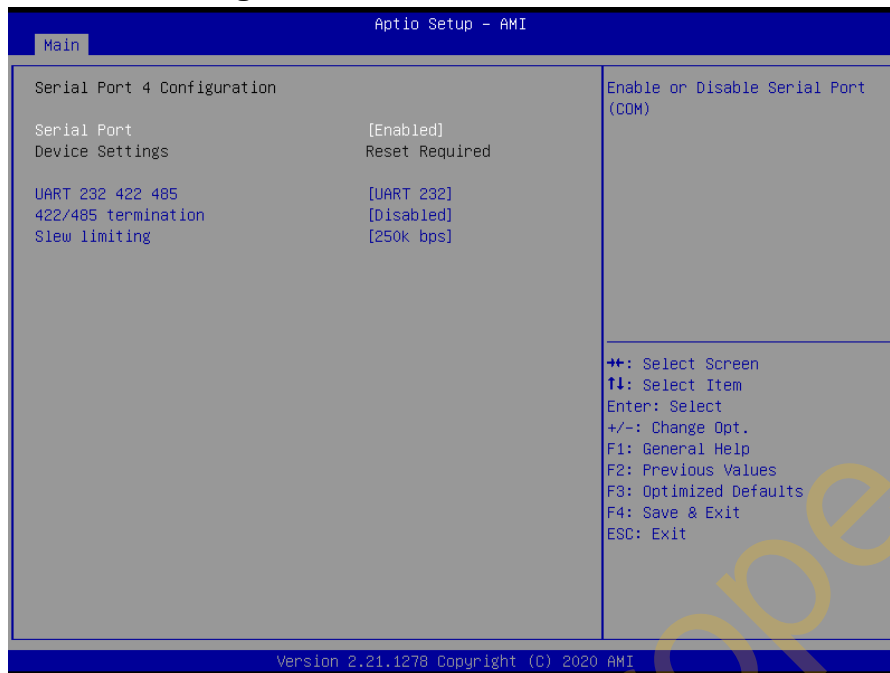 Aptio Setup - AMI
Main
Serial Port 4 Configuration
Serial Port [Enabled]
Device Settings Reset Required
UART 232 422 485 [UART 232]
422/485 termination [Disabled]
Slew limiting [250k bps]
Enable or Disable Serial Port
(COM)
→←: Select Screen
↑↓: Select Item
Enter: Select
+/-: Change Opt.
F1: General Help
F2: Previous Values
F3: Optimized Defaults
F4: Save & Exit
ESC: Exit
Version 2.21.1278 Copyright (C) 2020 AMI